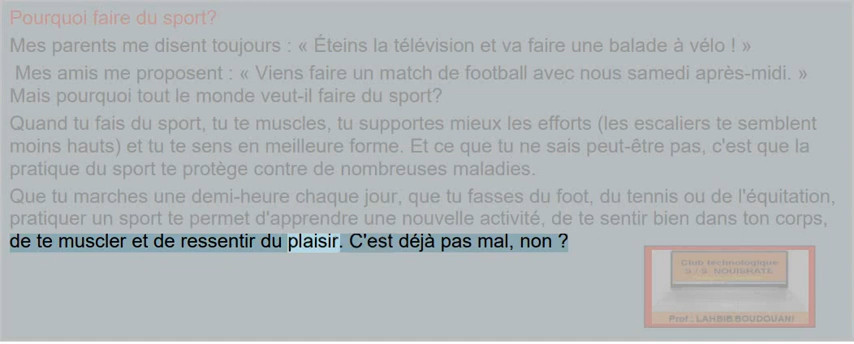 Pourquoi faire du sport?
Mes parents me disent toujours : « Éteins la télévision et va faire une balade à vélo ! »
Mes amis me proposent : « Viens faire un match de football avec nous samedi après-midi. »
Mais pourquoi tout le monde veut-il faire du sport?
Quand tu fais du sport, tu te muscles, tu supportes mieux les efforts (les escaliers te semblent
moins hauts) et tu te sens en meilleure forme. Et ce que tu ne sais peut-être pas, c'est que la
pratique du sport te protège contre de nombreuses maladies.
Que tu marches une demi-heure chaque jour, que tu fasses du foot, du tennis ou de l'équitation,
pratiquer un sport te permet d'apprendre une nouvelle activité, de te sentir bien dans ton corps,
de te muscler et de ressentir du plaisir. C'est déjà pas mal, non ?
Club technologique
S / S NOUIGHATE
Prof : LAHBIB BOUDOUANI